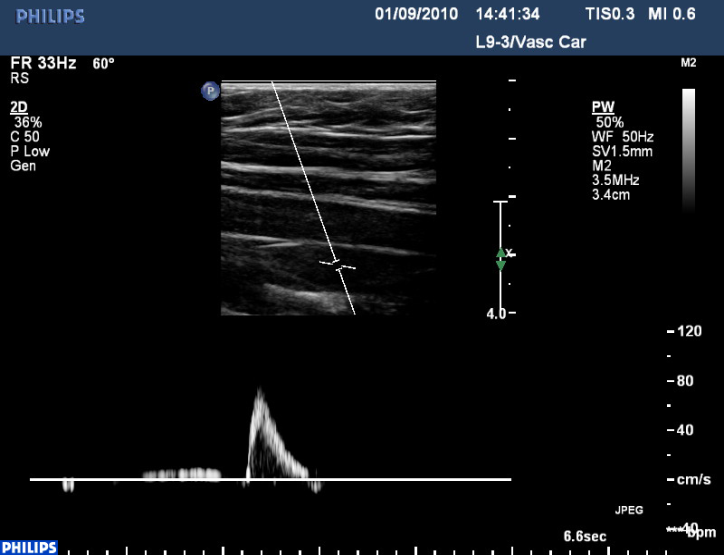 PHILIPS
01/09/2010 14:41:34 TIS0.3 MI 0.6
L9-3/Vasc Car
FR 33Hz 60°
RS
M2
P
2D
36%
C 50
P Low
Gen
PW
50%
WF 50Hz
SV1.5mm
M2
3.5MHz
3.4cm
x
4.0
120
80
40
cm/s
JPEG
-40
***bpm
6.6sec
PHILIPS